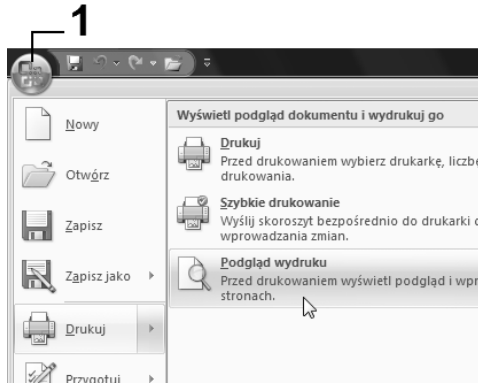 1
Nowy
Otwórz
Zapisz
Zapisz jako
Drukuj
Przygotuj
Wyświetl podgląd dokumentu i wydrukuj go
Drukuj
Przed drukowaniem wybierz drukarkę, liczbę
drukowania.
Szybkie drukowanie
Wyślij skoroszyt bezpośrednio do drukarki
wprowadzania zmian.
Podgląd wydruku
Przed drukowaniem wyświetl podgląd i
stronach.